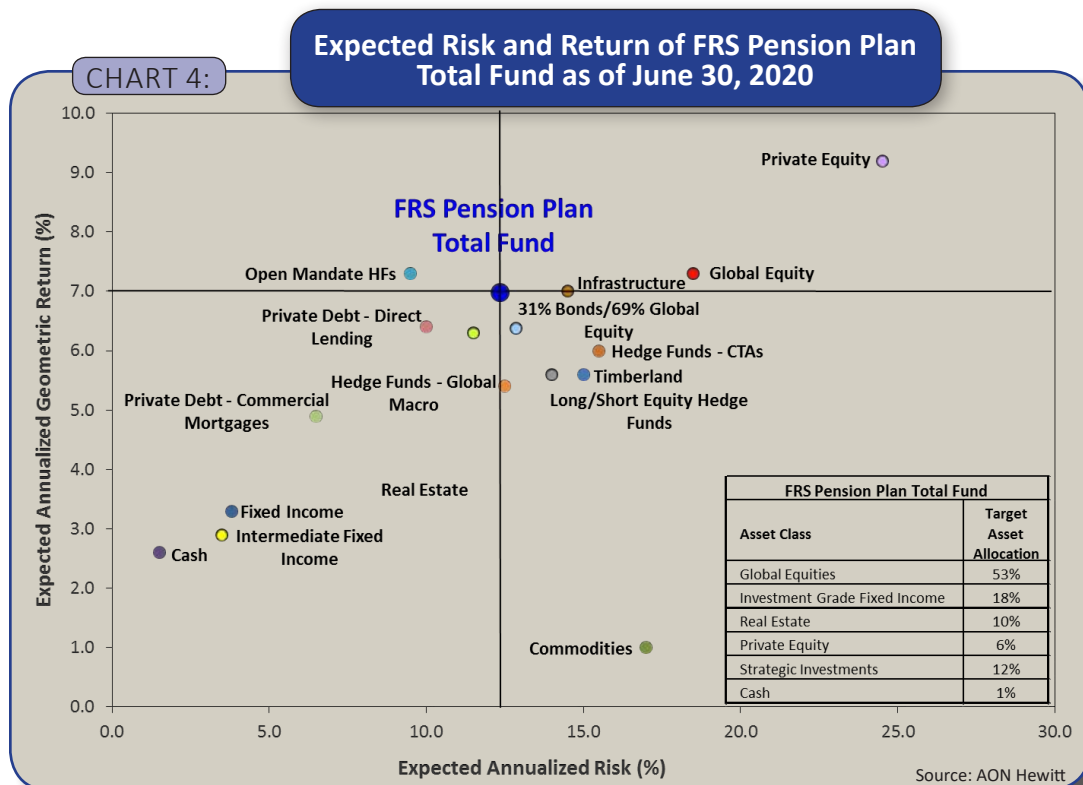 Expected Risk and Return of FRS Pension Plan
Total Fund as of June 30, 2020
CHART 4:
10.0
9.0
8.0
7.0
6.0
5.0
4.0
3.0
2.0
1.0
0.0
Expected Annualized Geometric Return (%)
Private Equity
FRS Pension Plan
Total Fund
Open Mandate HFs
Global Equity
Infrastructure
31% Bonds/69% Global
Equity
Private Debt - Direct
Lending
Hedge Funds - CTAs
Hedge Funds - Global
Macro
Timberland
Long/Short Equity Hedge
Funds
Private Debt - Commercial
Mortgages
Real Estate
Fixed Income
Intermediate Fixed
Income
Cash
Commodities
FRS Pension Plan Total Fund
Asset Class
Target
Asset
Allocation
Global Equities 53%
Investment Grade Fixed Income 18%
Real Estate 10%
Private Equity 6%
Strategic Investments 12%
Cash 1%
0.0 5.0 10.0 15.0 20.0 25.0 30.0
Expected Annualized Risk (%)
Source: AON Hewitt